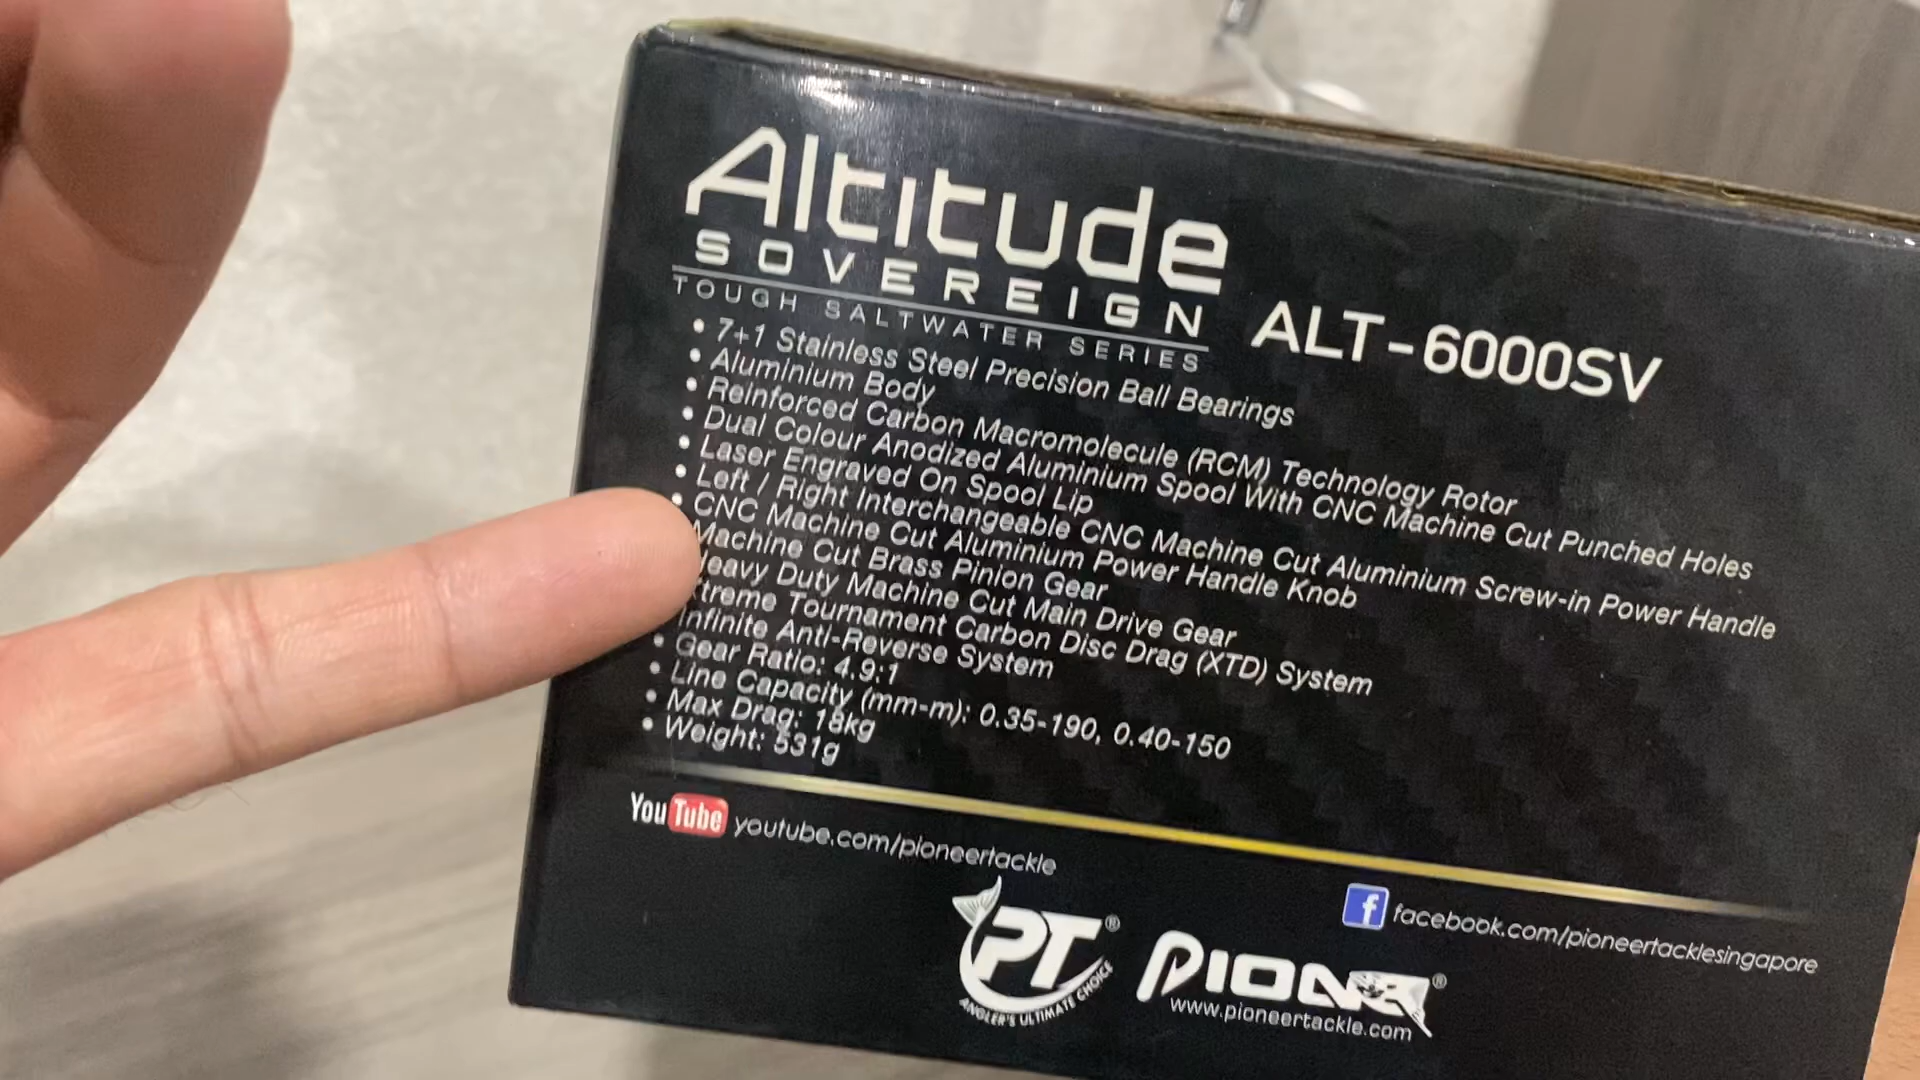 Altitude
SOVEREIGN
TOUGH SALTWATER SERIES
ALT-6000SV
• 7+1 Stainless Steel Precision Ball Bearings
• Aluminium Body
• Reinforced Carbon Macromolecule (RCM) Technology Rotor
• Dual Colour Anodized Aluminium Spool With CNC Machine Cut Punched Holes
• Laser Engraved On Spool Lip
• Left / Right Interchangeable CNC Machine Cut Aluminium Screw-in Power Handle
• CNC Machine Cut Aluminium Power Handle Knob
Machine Cut Brass Pinion Gear
Heavy Duty Machine Cut Main Drive Gear
Xtreme Tournament Carbon Disc Drag (XTD) System
Infinite Anti-Reverse System
• Gear Ratio: 4.9:1
• Line Capacity (mm-m): 0.35-190, 0.40-150
• Max Drag: 18kg
• Weight: 531g
YouTube youtube.com/pioneertackle
f facebook.com/pioneertacklesingapore
PT®
ANGLER'S ULTIMATE CHOICE
PIONEER®
www.pioneertackle.com